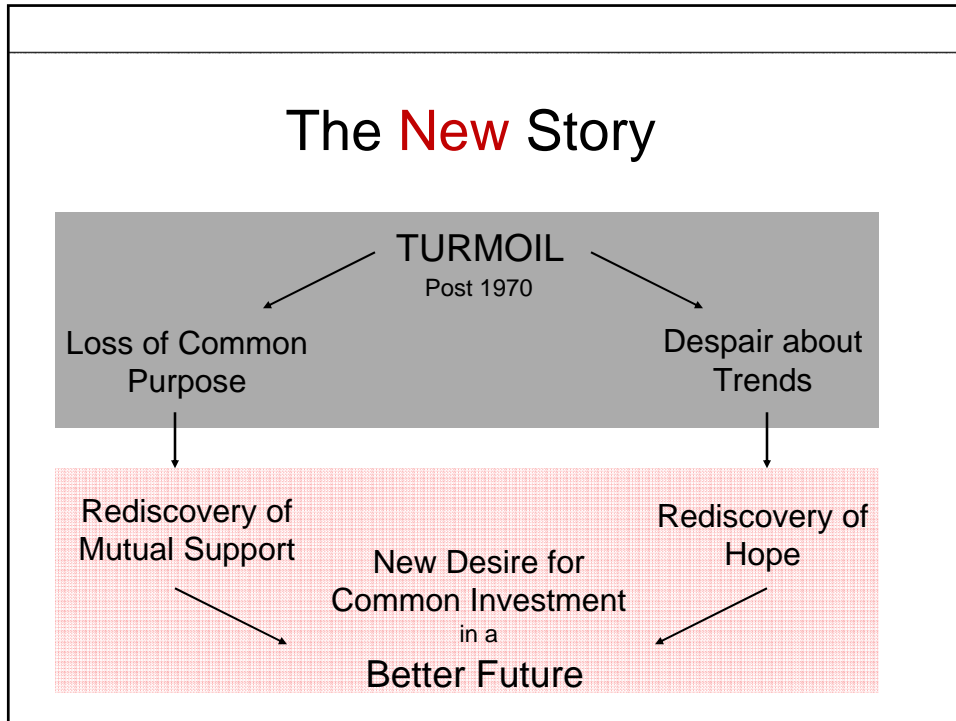 The New Story
TURMOIL
Post 1970
Loss of Common
Purpose
Despair about
Trends
Rediscovery of
Mutual Support
Rediscovery of
Hope
New Desire for
Common Investment
in a
Better Future